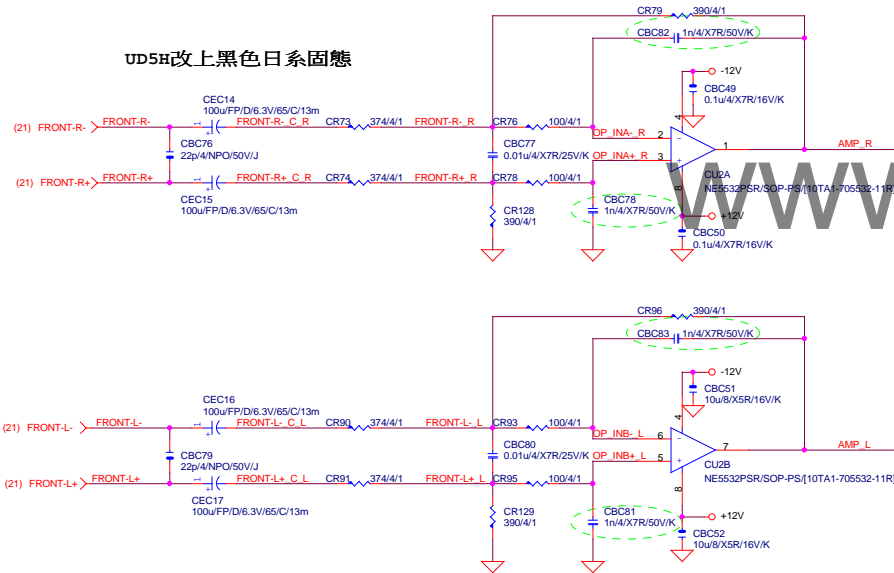 CR79 390/4/1
CBC82 1n/4/X7R/50V/K
UD5H改上黑色日系固態
-12V
CBC49
0.1u/4/X7R/16V/K
4
CEC14
100u/FP/D/6.3V/65/C/13m
1
+
(21) FRONT-R- FRONT-R- FRONT-R-_C_R CR73 374/4/1 FRONT-R-_R CR76 100/4/1
OP_INA-_R 2 - 1 AMP_R
CBC76
22p/4/NPO/50V/J
CBC77
0.01u/4/X7R/25V/K
OP_INA+_R 3 +
(21) FRONT-R+ FRONT-R+ FRONT-R+_C_R CR74 374/4/1 FRONT-R+_R CR78 100/4/1
1
+
CEC15
100u/FP/D/6.3V/65/C/13m
CU2A
NE5532PSR/SOP-PS/[10TA1-705532-11R]
8
CBC78
1n/4/X7R/50V/K
CR128
390/4/1
+12V
CBC50
0.1u/4/X7R/16V/K
WWW
CR96 390/4/1
CBC83 1n/4/X7R/50V/K
-12V
CBC51
10u/8/X5R/16V/K
4
CEC16
100u/FP/D/6.3V/65/C/13m
1
+
(21) FRONT-L- FRONT-L- FRONT-L-_C_L CR90 374/4/1 FRONT-L-_L CR93 100/4/1
OP_INB-_L 6 - 7 AMP_L
CBC79
22p/4/NPO/50V/J
CBC80
0.01u/4/X7R/25V/K
OP_INB+_L 5 +
(21) FRONT-L+ FRONT-L+ FRONT-L+_C_L CR91 374/4/1 FRONT-L+_L CR95 100/4/1
1
+
CEC17
100u/FP/D/6.3V/65/C/13m
CU2B
NE5532PSR/SOP-PS/[10TA1-705532-11R]
8
CBC81
1n/4/X7R/50V/K
CR129
390/4/1
+12V
CBC52
10u/8/X5R/16V/K